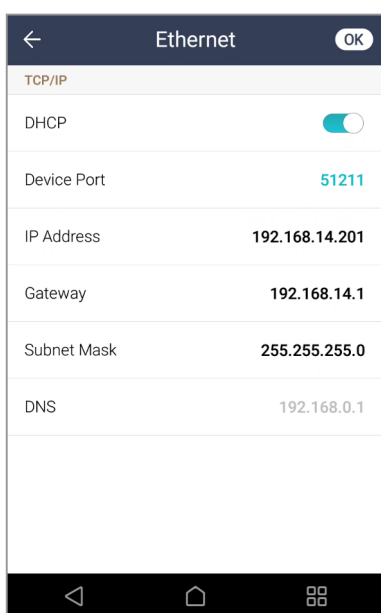 Ethernet OK
TCP/IP
DHCP
Device Port 51211
IP Address 192.168.14.201
Gateway 192.168.14.1
Subnet Mask 255.255.255.0
DNS 192.168.0.1